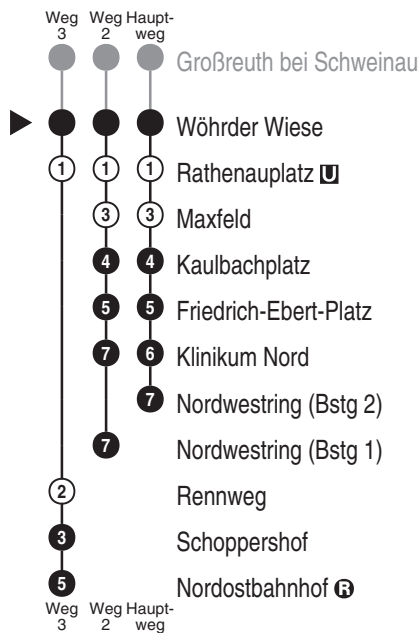 Weg Weg Haupt-
3 2 weg
Großreuth bei Schweinau
Wöhrder Wiese
1 1 1 Rathenauplatz U
3 3 Maxfeld
4 4 Kaulbachplatz
5 5 Friedrich-Ebert-Platz
7 6 Klinikum Nord
7 Nordwestring (Bstg 2)
7 Nordwestring (Bstg 1)
2 Rennweg
3 Schoppershof
5 Nordostbahnhof R
Weg Weg Haupt-
3 2 weg